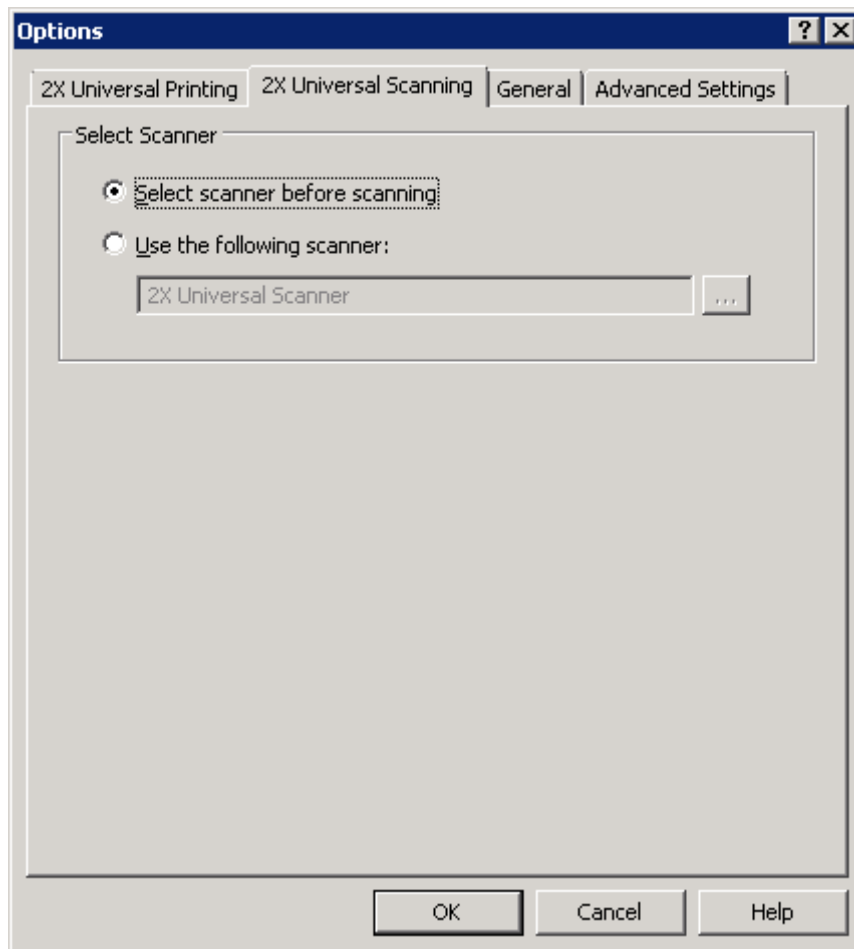 Options
2X Universal Printing 2X Universal Scanning General Advanced Settings
Select Scanner
Select scanner before scanning
Use the following scanner:
2X Universal Scanner ...
OK Cancel Help